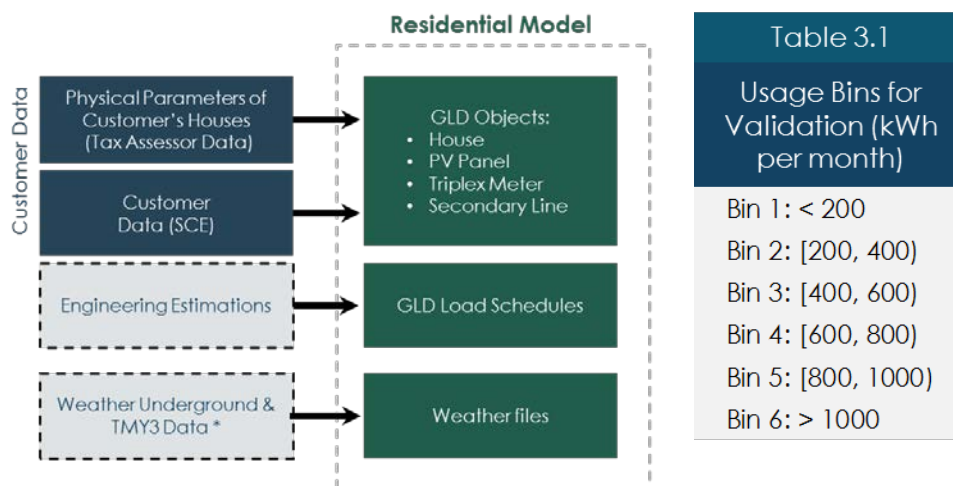 Residential Model
Customer Data
Physical Parameters of
Customer's Houses
(Tax Assessor Data)
Customer
Data (SCE)
Engineering Estimations
Weather Underground &
TMY3 Data *
GLD Objects:
• House
• PV Panel
• Triplex Meter
• Secondary Line
GLD Load Schedules
Weather files
Table 3.1
Usage Bins for
Validation (kWh
per month)
Bin 1: < 200
Bin 2: [200, 400)
Bin 3: [400, 600)
Bin 4: [600, 800)
Bin 5: [800, 1000)
Bin 6: > 1000